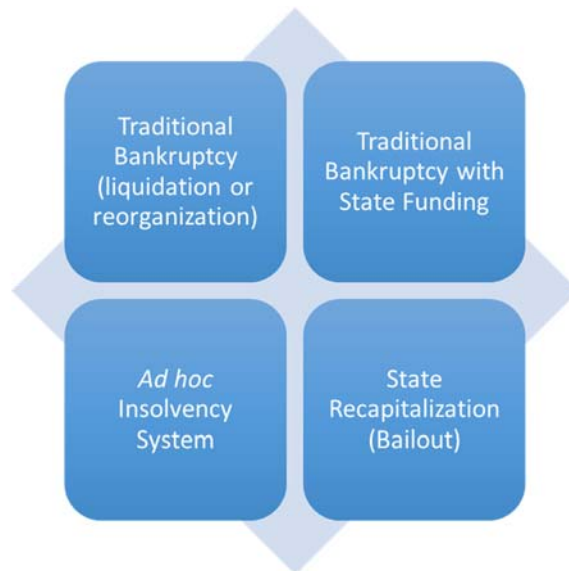 Traditional
Bankruptcy
(liquidation or
reorganization)
Traditional
Bankruptcy with
State Funding
Ad hoc
Insolvency
System
State
Recapitalization
(Bailout)